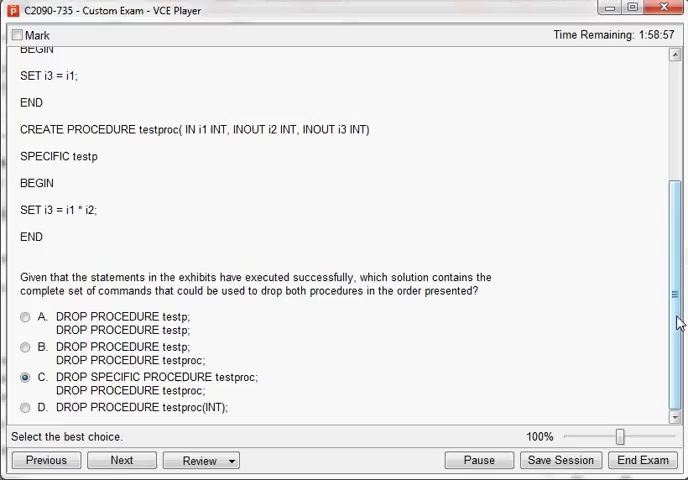 C2090-735 - Custom Exam - VCE Player
Mark
Time Remaining: 1:58:57
BEGIN
SET i3 = i1;
END
CREATE PROCEDURE testproc( IN i1 INT, INOUT i2 INT, INOUT i3 INT)
SPECIFIC testp
BEGIN
SET i3 = i1 * i2;
END
Given that the statements in the exhibits have executed successfully, which solution contains the
complete set of commands that could be used to drop both procedures in the order presented?
A. DROP PROCEDURE testp;
DROP PROCEDURE testp;
B. DROP PROCEDURE testp;
DROP PROCEDURE testproc;
C. DROP SPECIFIC PROCEDURE testproc;
DROP PROCEDURE testproc;
D. DROP PROCEDURE testproc(INT);
Select the best choice.
100%
Previous
Next
Review
Pause
Save Session
End Exam